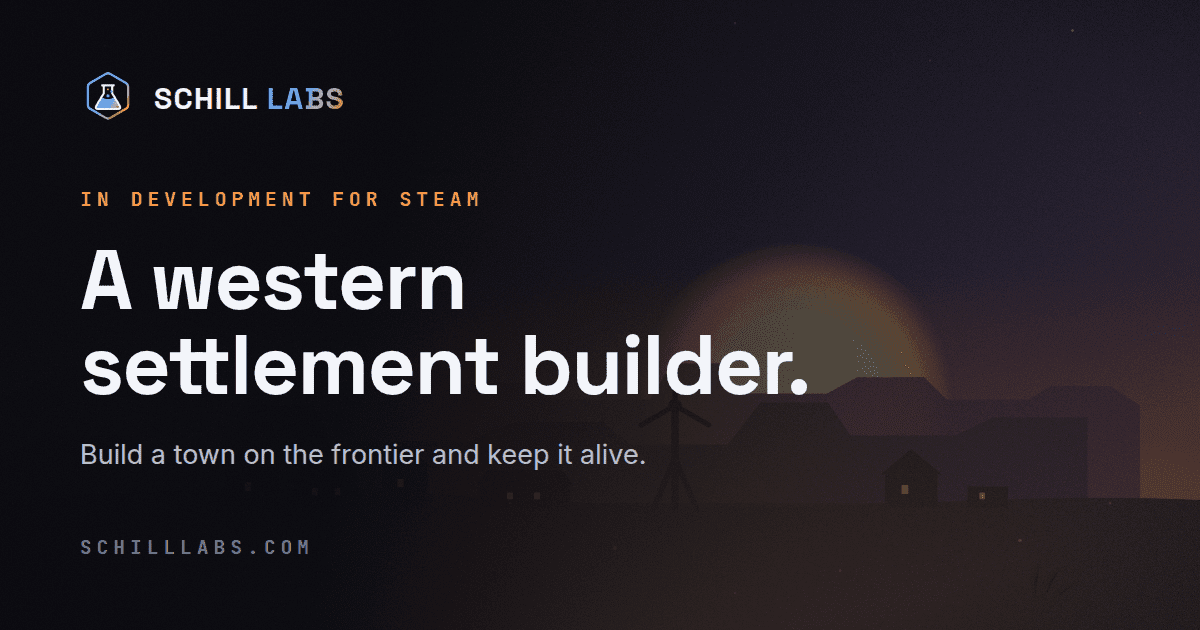 SCHILL LABS
IN DEVELOPMENT FOR STEAM
A western
settlement builder.
Build a town on the frontier and keep it alive.
SCHILLLABS.COM